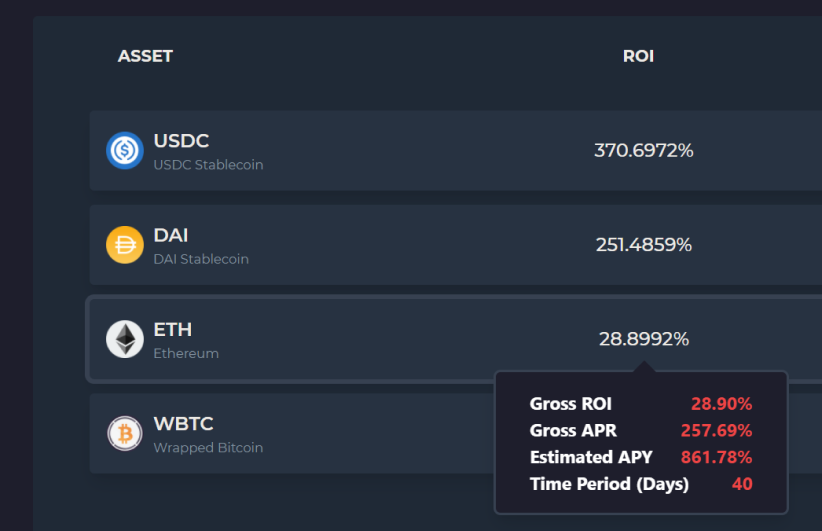 ASSET ROI
USDC
USDC Stablecoin
370.6972%
DAI
DAI Stablecoin
251.4859%
ETH
Ethereum
28.8992%
WBTC
Wrapped Bitcoin
Gross ROI 28.90%
Gross APR 257.69%
Estimated APY 861.78%
Time Period (Days) 40